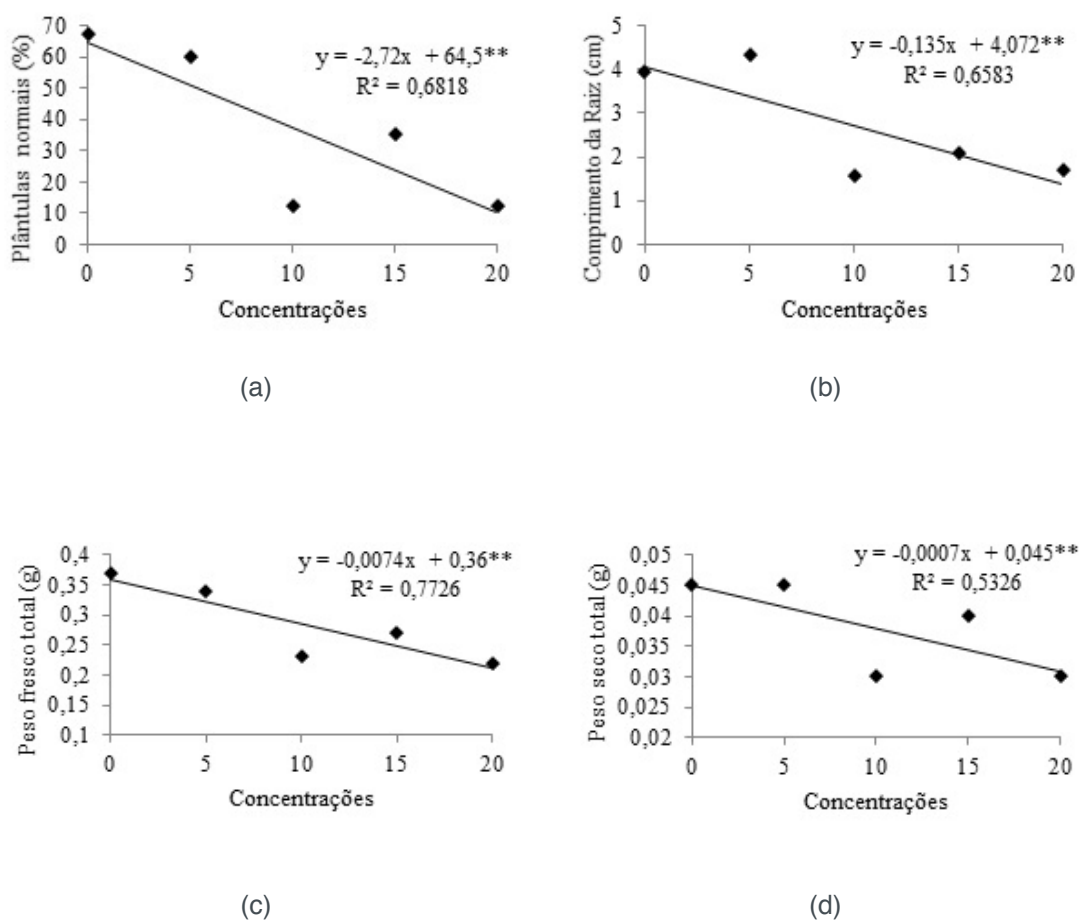 70
60
50
40
30
20
10
0
0 5 10 15 20
Plântulas normais (%)
Concentrações
y = -2,72x + 64,5**
R² = 0,6818
(a)
5
4
3
2
1
0
0 5 10 15 20
Comprimento da Raiz (cm)
Concentrações
y = -0,135x + 4,072**
R² = 0,6583
(b)
0,4
0,35
0,3
0,25
0,2
0,15
0,1
0 5 10 15 20
Peso fresco total (g)
Concentrações
y = -0,0074x + 0,36**
R² = 0,7726
(c)
0,05
0,045
0,04
0,035
0,03
0,025
0,02
0 5 10 15 20
Peso seco total (g)
Concentrações
y = -0,0007x + 0,045**
R² = 0,5326
(d)